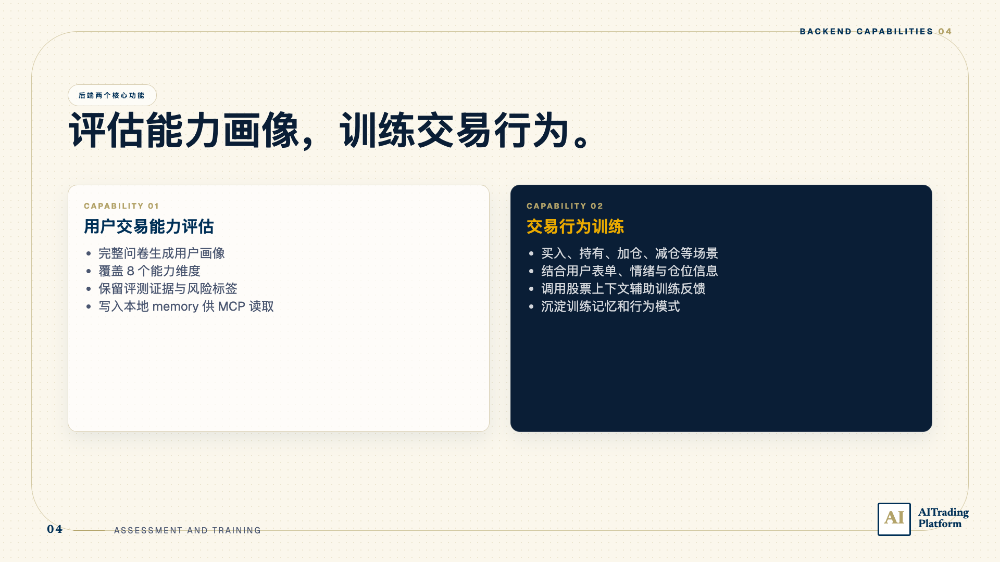 BACKEND CAPABILITIES 04
后端两个核心功能
评估能力画像，训练交易行为。
CAPABILITY 01
用户交易能力评估
• 完整问卷生成用户画像
• 覆盖 8 个能力维度
• 保留评测证据与风险标签
• 写入本地 memory 供 MCP 读取
CAPABILITY 02
交易行为训练
• 买入、持有、加仓、减仓等场景
• 结合用户表单、情绪与仓位信息
• 调用股票上下文辅助训练反馈
• 沉淀训练记忆和行为模式
04
ASSESSMENT AND TRAINING
AI
AITrading
Platform